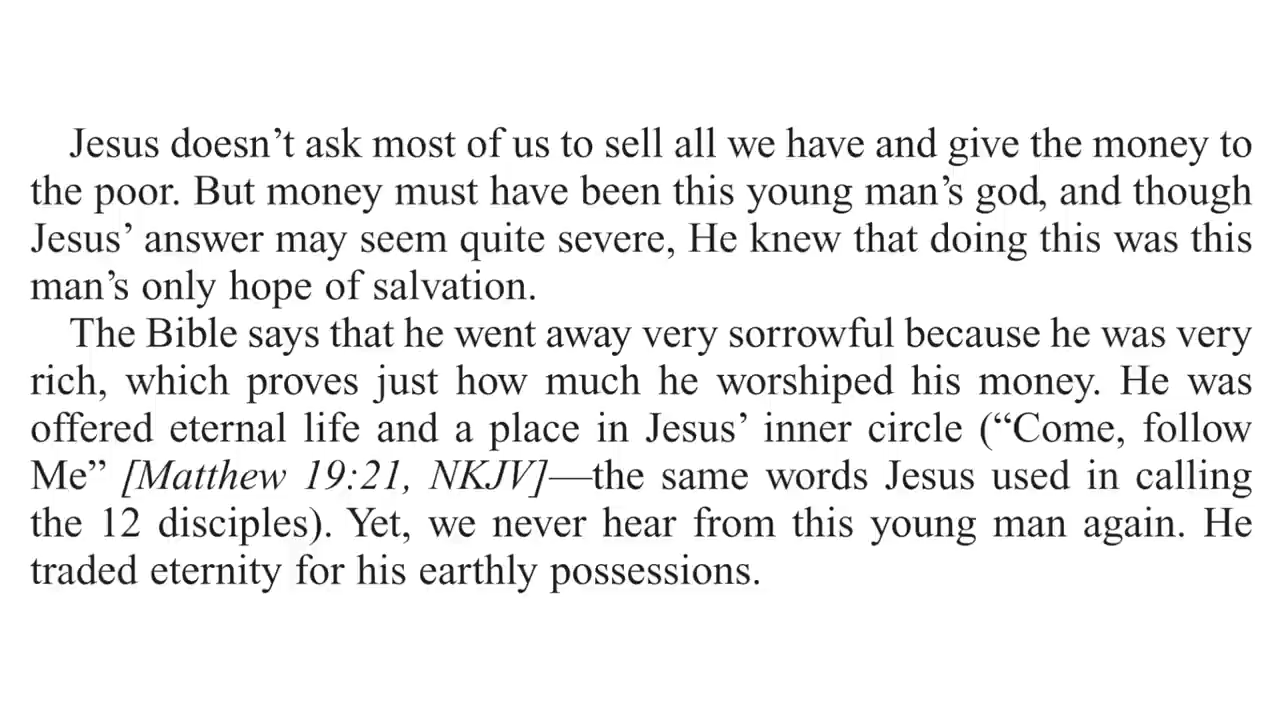 Jesus doesn’t ask most of us to sell all we have and give the money to
the poor. But money must have been this young man’s god, and though
Jesus’ answer may seem quite severe, He knew that doing this was this
man’s only hope of salvation.
The Bible says that he went away very sorrowful because he was very
rich, which proves just how much he worshiped his money. He was
offered eternal life and a place in Jesus’ inner circle (“Come, follow
Me” [Matthew 19:21, NKJV]—the same words Jesus used in calling
the 12 disciples). Yet, we never hear from this young man again. He
traded eternity for his earthly possessions.